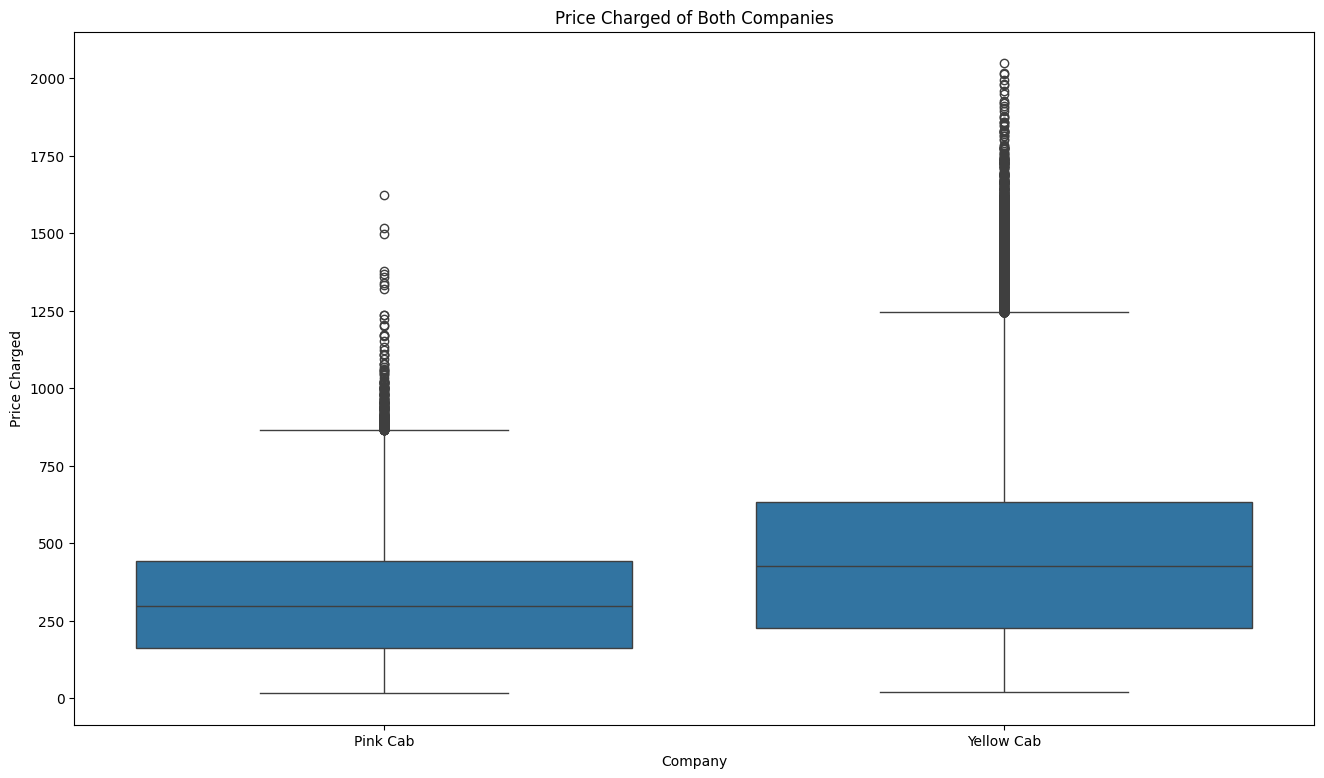 Price Charged of Both Companies
2000
1750
1500
1250
1000
750
500
250
0
Price Charged
Pink Cab
Yellow Cab
Company